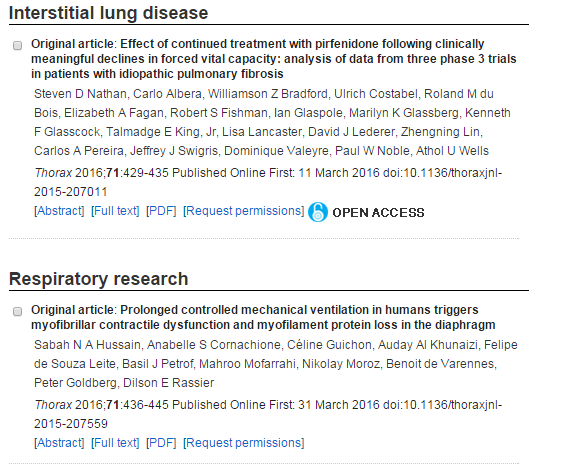 Interstitial lung disease
Original article: Effect of continued treatment with pirfenidone following clinically
meaningful declines in forced vital capacity: analysis of data from three phase 3 trials
in patients with idiopathic pulmonary fibrosis
Steven D Nathan, Carlo Albera, Williamson Z Bradford, Ulrich Costabel, Roland M du
Bois, Elizabeth A Fagan, Robert S Fishman, Ian Glaspole, Marilyn K Glassberg, Kenneth
F Glasscock, Talmadge E King, Jr, Lisa Lancaster, David J Lederer, Zhengning Lin,
Carlos A Pereira, Jeffrey J Swigris, Dominique Valeyre, Paul W Noble, Athol U Wells
Thorax 2016;71:429-435 Published Online First: 11 March 2016 doi:10.1136/thoraxjnl-
2015-207011
[Abstract] [Full text] [PDF] [Request permissions] OPEN ACCESS
Respiratory research
Original article: Prolonged controlled mechanical ventilation in humans triggers
myofibrillar contractile dysfunction and myofilament protein loss in the diaphragm
Sabah N A Hussain, Anabelle S Cornachione, Céline Guichon, Auday Al Khunaizi, Felipe
de Souza Leite, Basil J Petrof, Mahroo Mofarrahi, Nikolay Moroz, Benoit de Varennes,
Peter Goldberg, Dilson E Rassier
Thorax 2016;71:436-445 Published Online First: 31 March 2016 doi:10.1136/thoraxjnl-
2015-207559
[Abstract] [Full text] [PDF] [Request permissions]